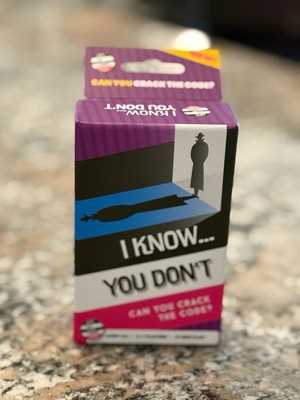 CAN YOU CRACK THE CODE?
I KNOW...
YOU DON'T
I KNOW...
YOU DON'T
CAN YOU CRACK
THE CODE?